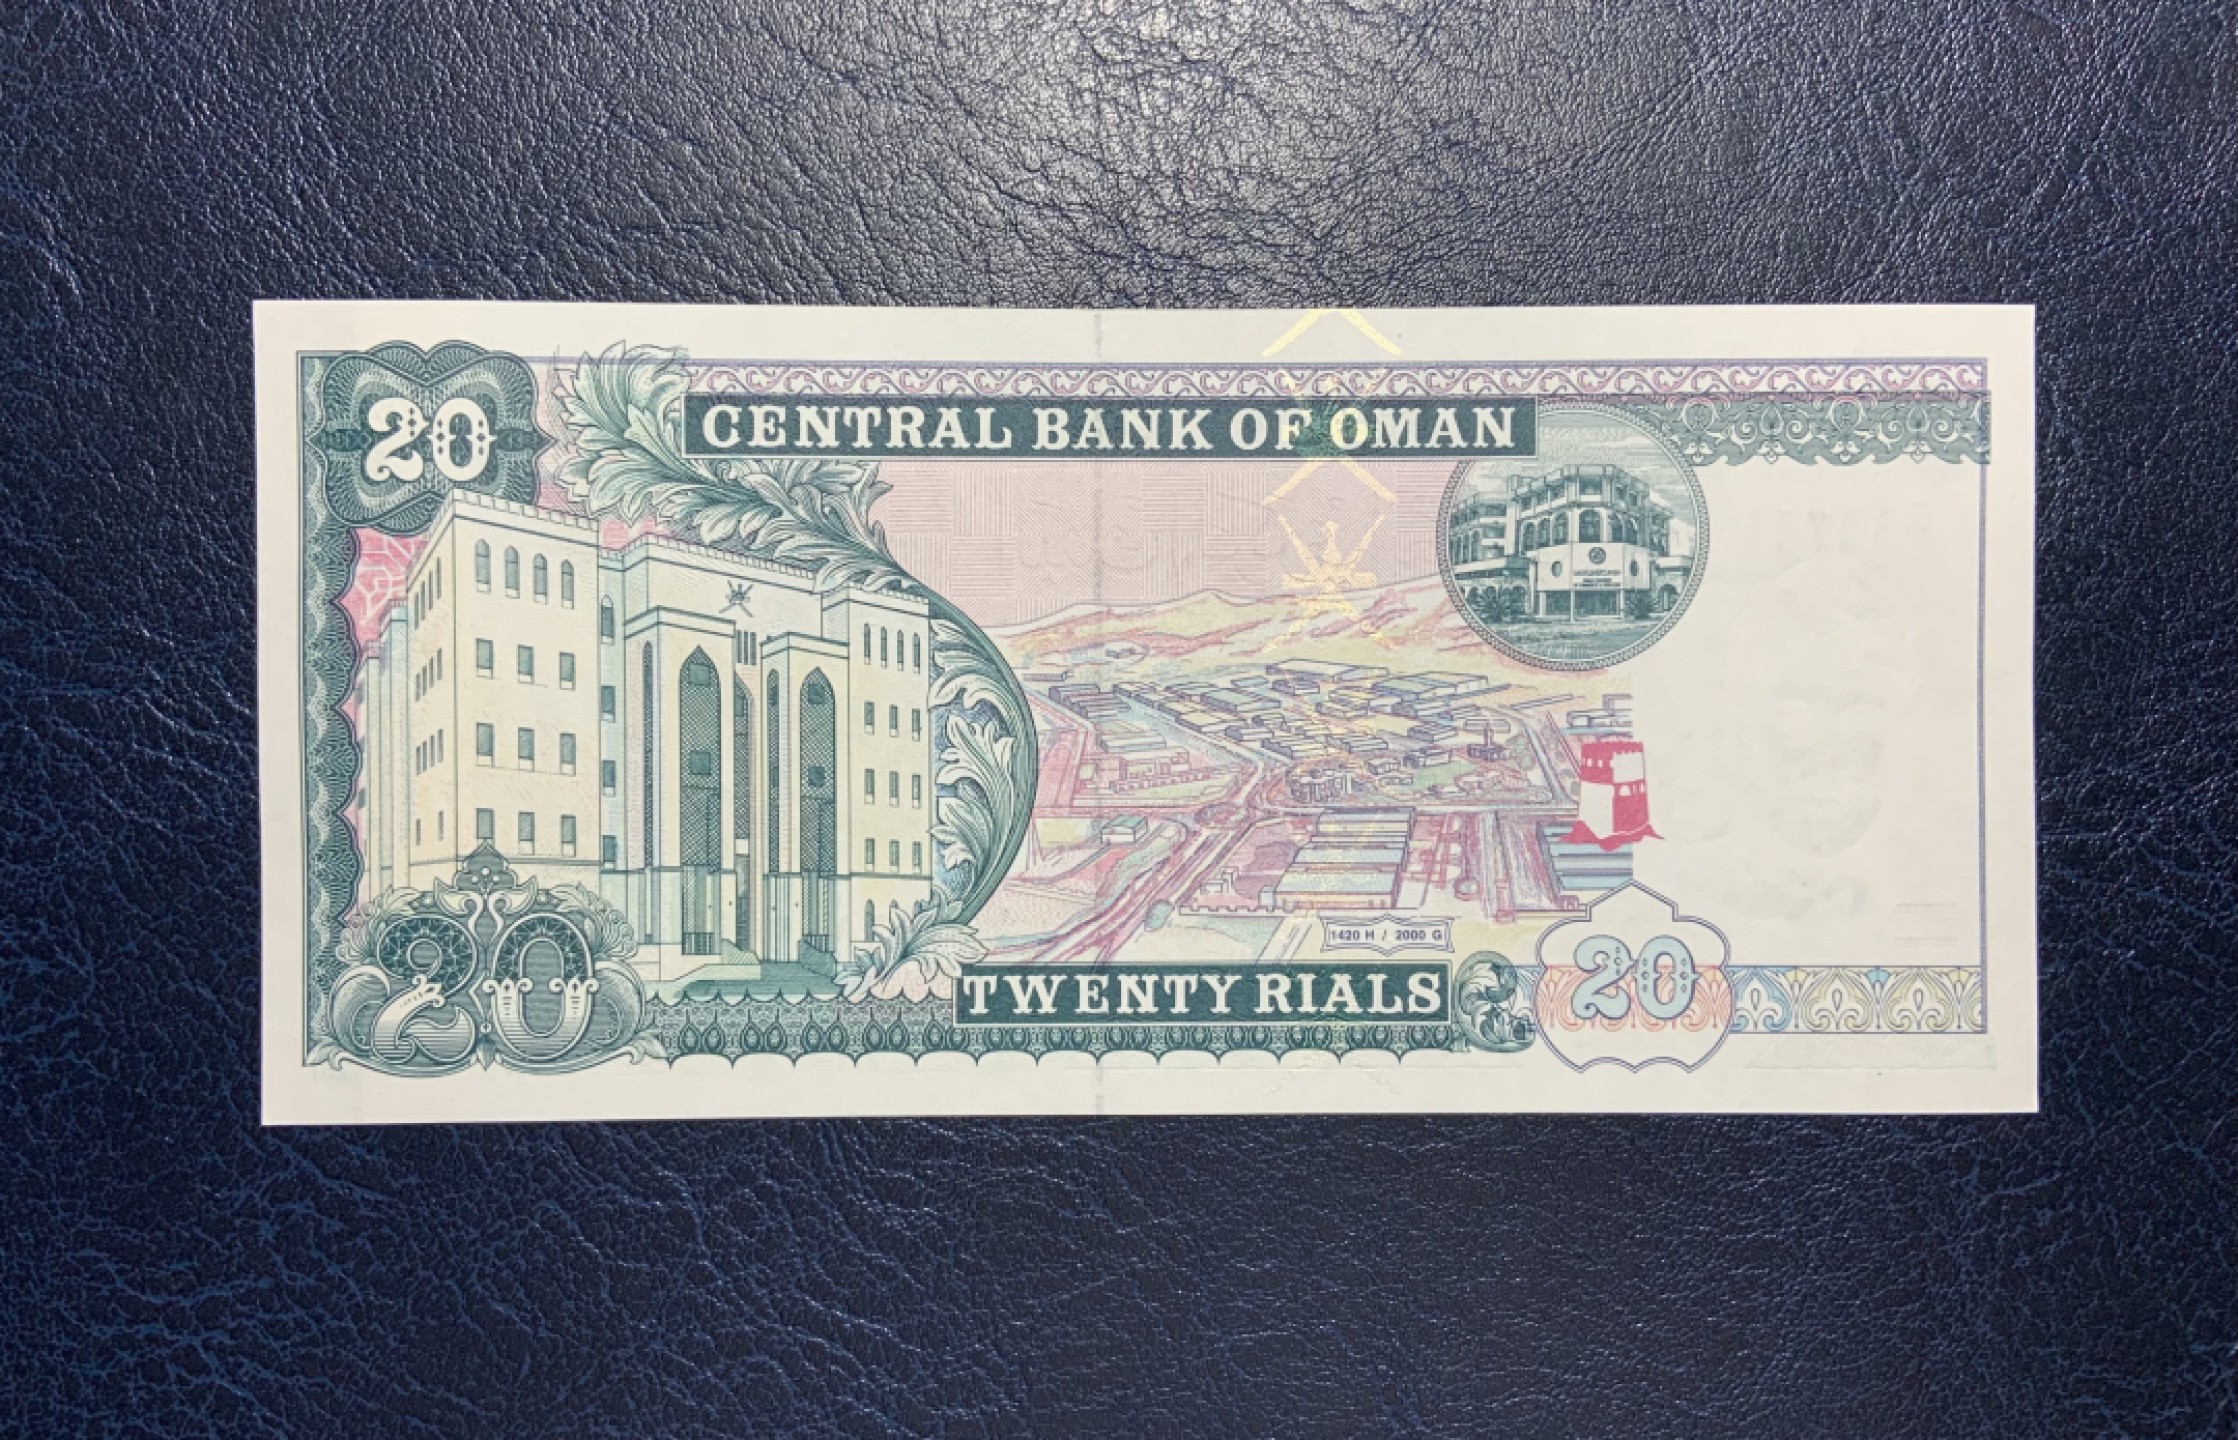 20
CENTRAL BANK OF OMAN
1420 H / 2000 G
20
TWENTY RIALS
20